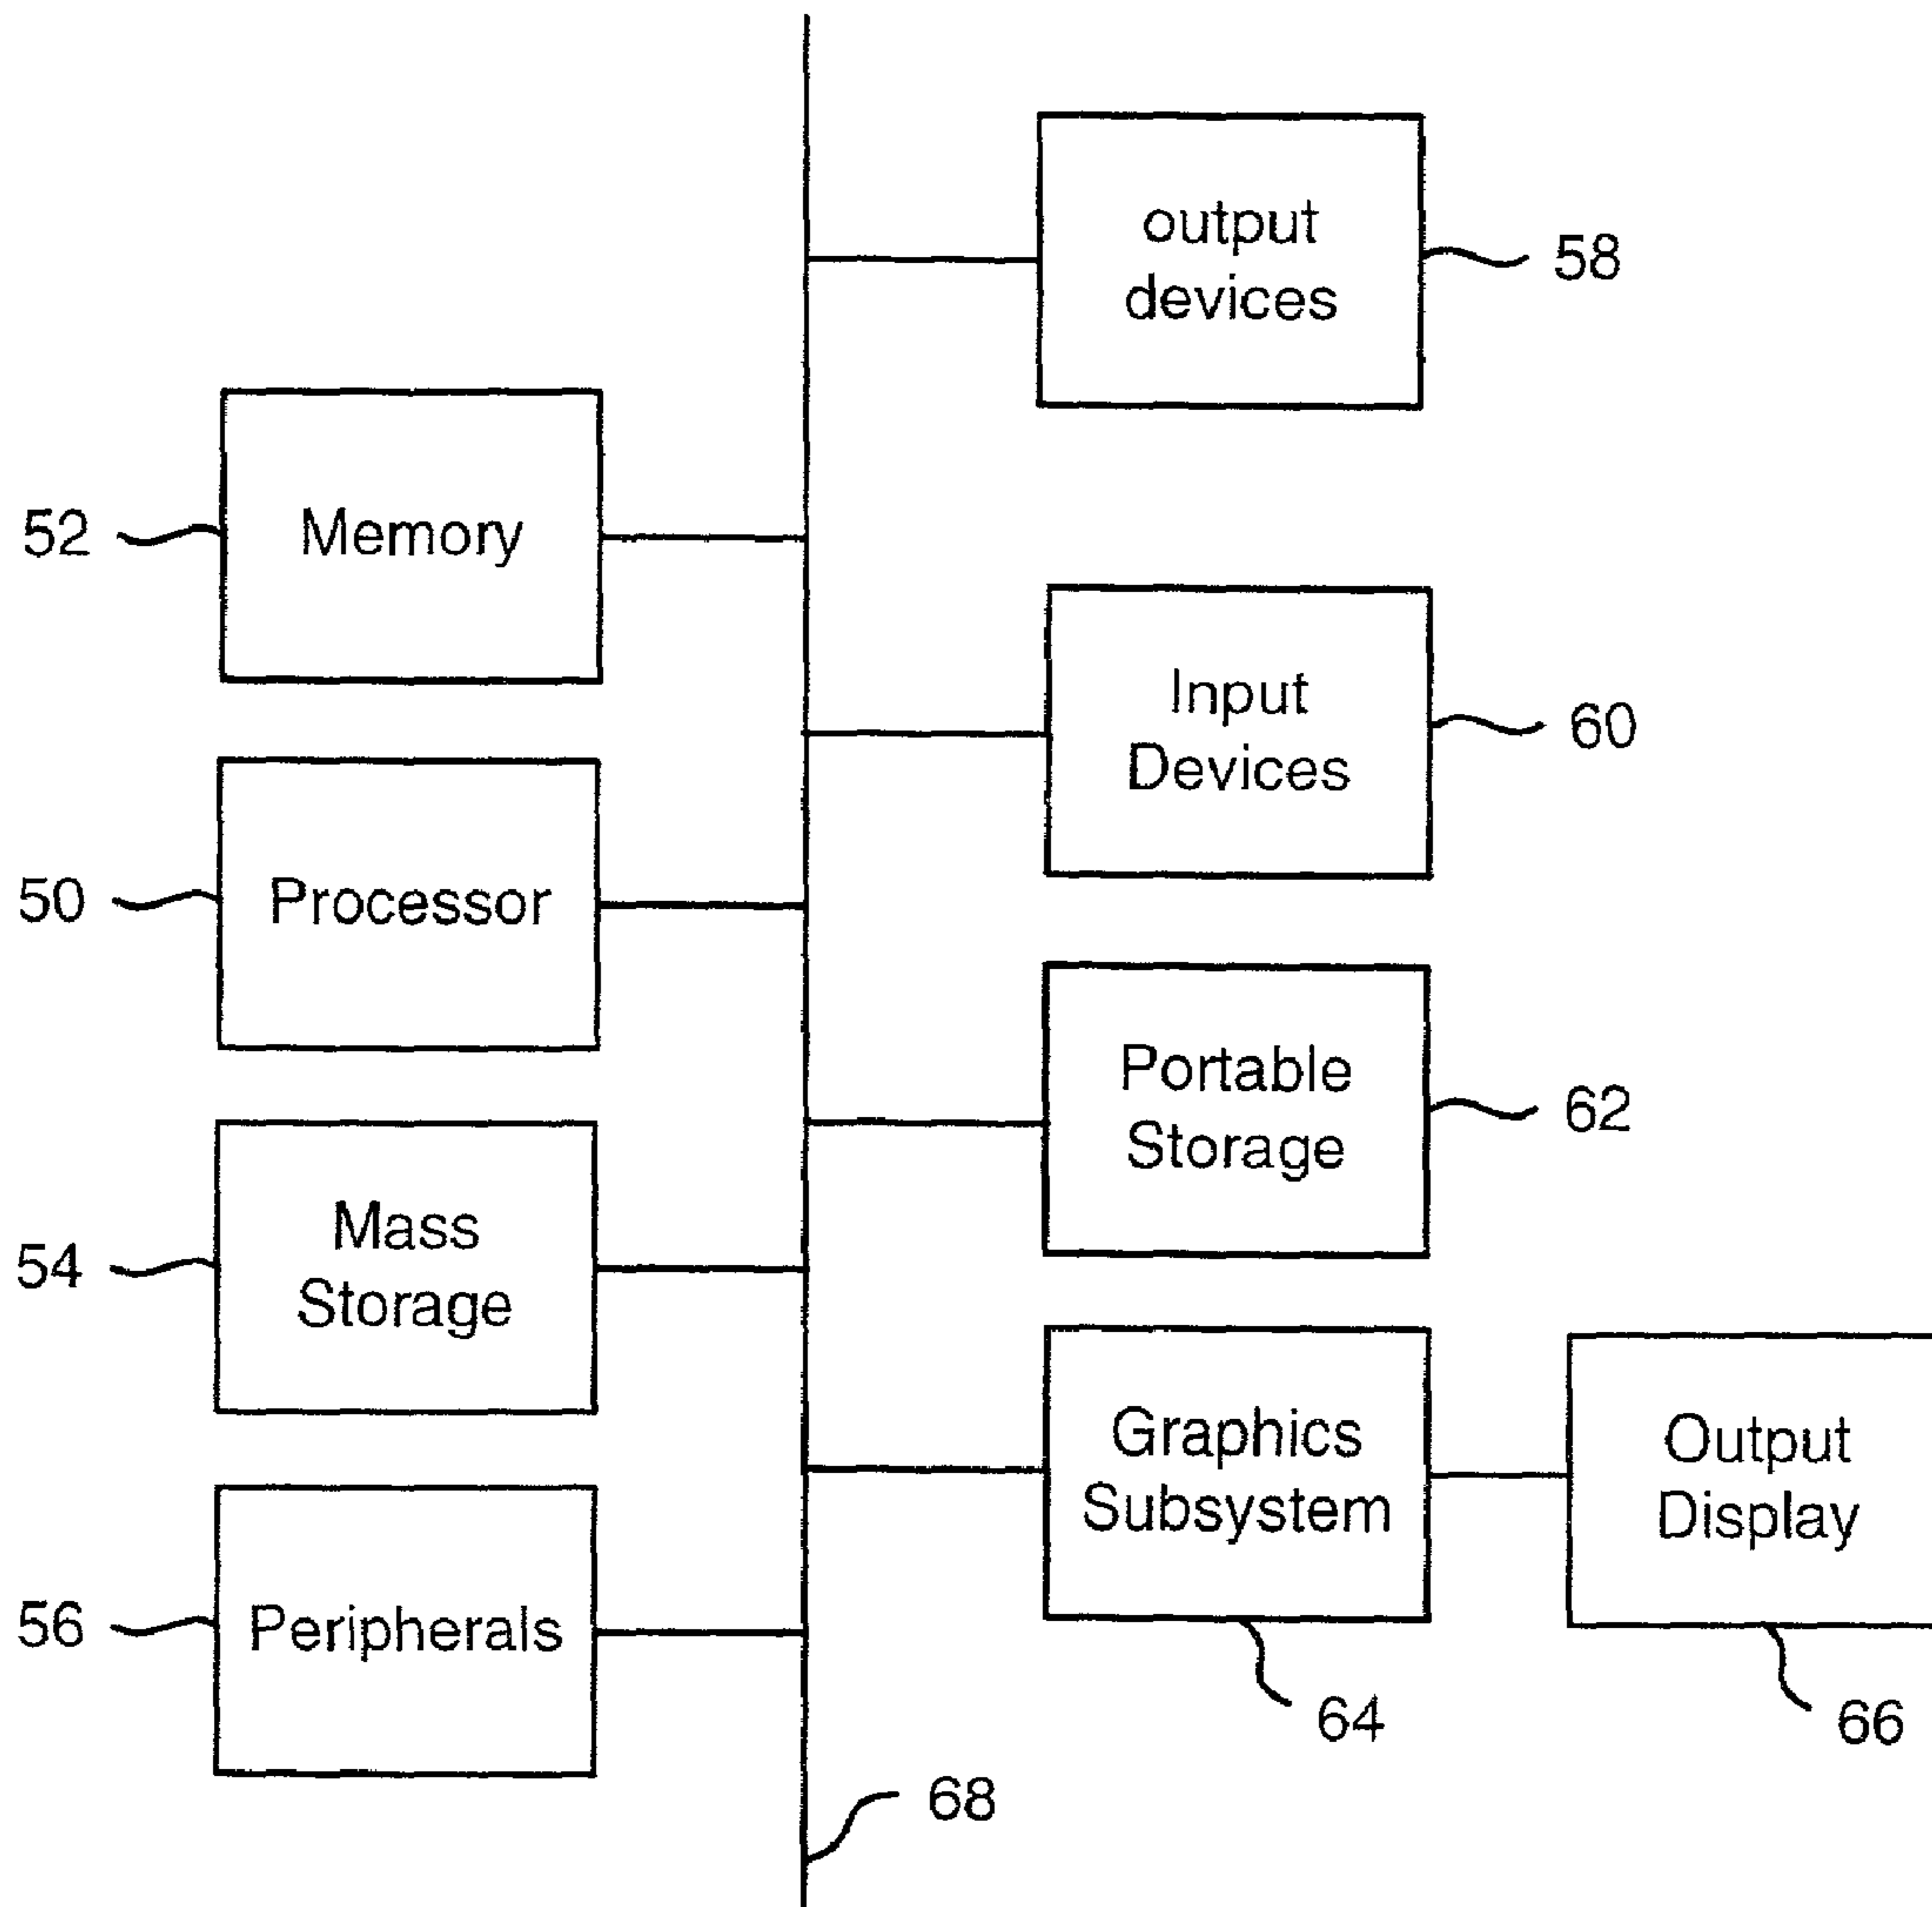 output
devices
58
52
Memory
Input
Devices
60
50
Processor
Portable
Storage
62
54
Mass
Storage
Graphics
Subsystem
Output
Display
56
Peripherals
64
66
68